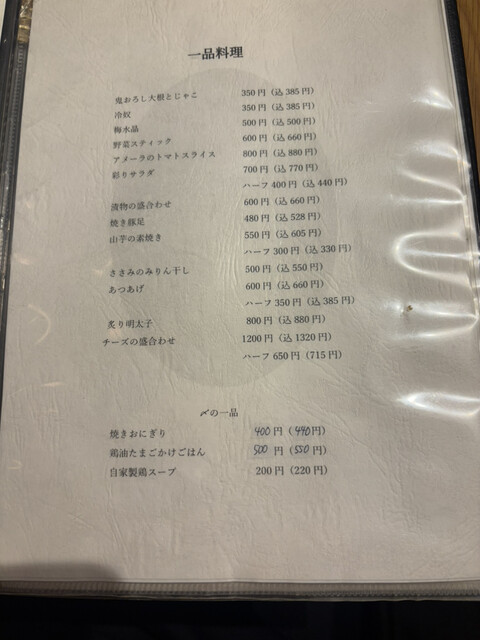 一品料理
鬼おろし大根とじゃこ 350円（込385円）
冷奴 350円（込385円）
梅水晶 500円（込500円）
野菜スティック 600円（込660円）
アメーラのトマトスライス 800円（込880円）
彩りサラダ 700円（込770円）
ハーフ400円（込440円）
漬物の盛合わせ 600円（込660円）
焼き豚足 480円（込528円）
山芋の素焼き 550円（込605円）
ハーフ300円（込330円）
ささみのみりん干し 500円（込550円）
あつあげ 600円（込660円）
ハーフ350円（込385円）
炙り明太子 800円（込880円）
チーズの盛合わせ 1200円（込1320円）
ハーフ650円（715円）
〆の一品
焼きおにぎり 400円（440円）
鶏油たまごかけごはん 500円（550円）
自家製鶏スープ 200円（220円）